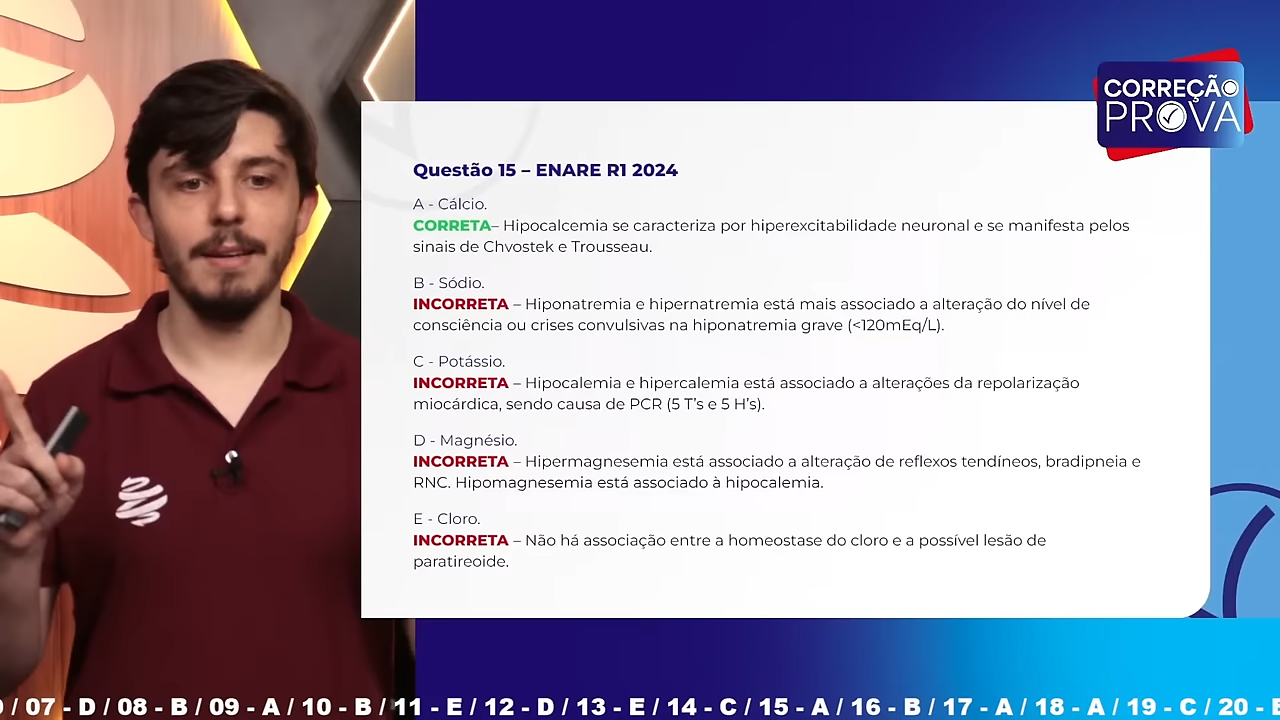 CORREÇÃO
PROVA
Questão 15 – ENARE R1 2024
A - Cálcio.
CORRETA– Hipocalcemia se caracteriza por hiperexcitabilidade neuronal e se manifesta pelos
sinais de Chvostek e Trousseau.
B - Sódio.
INCORRETA – Hiponatremia e hipernatremia está mais associado a alteração do nível de
consciência ou crises convulsivas na hiponatremia grave (<120mEq/L).
C - Potássio.
INCORRETA – Hipocalemia e hipercalemia está associado a alterações da repolarização
miocárdica, sendo causa de PCR (5 T’s e 5 H’s).
D - Magnésio.
INCORRETA – Hipermagnesemia está associado a alteração de reflexos tendíneos, bradipneia e
RNC. Hipomagnesemia está associado à hipocalemia.
E - Cloro.
INCORRETA – Não há associação entre a homeostase do cloro e a possível lesão de
paratireoide.
/ 07 - D / 08 - B / 09 - A / 10 - B / 11 - E / 12 - D / 13 - E / 14 - C / 15 - A / 16 - B / 17 - A / 18 - A / 19 - C / 20 -